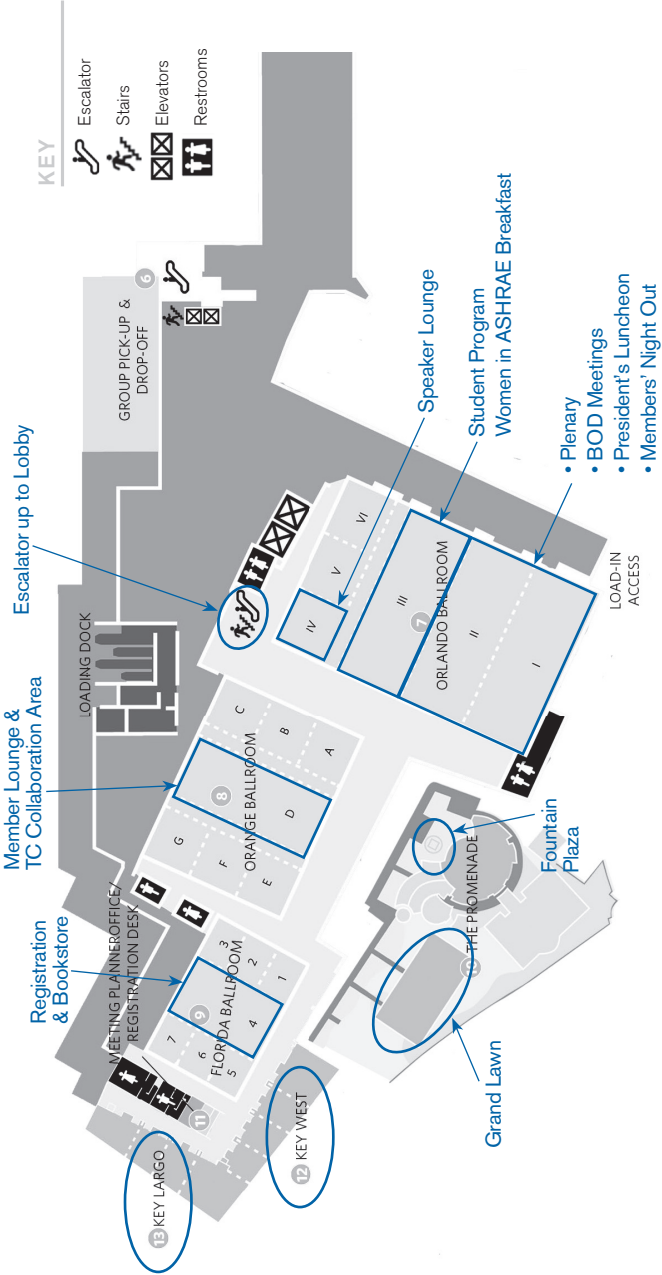 KEY
Escalator
Stairs
Elevators
Restrooms
6
GROUP PICK-UP &
DROP-OFF
Escalator up to Lobby
LOADING DOCK
Member Lounge &
TC Collaboration Area
Registration
& Bookstore
MEETING PLANNEROFFICE/
REGISTRATION DESK
Speaker Lounge
Student Program
Women in ASHRAE Breakfast
• Plenary
• BOD Meetings
• President's Luncheon
• Members' Night Out
LOAD-IN
ACCESS
VI
V
IV
III
7
ORLANDO BALLROOM
II
I
C
B
A
8
ORANGE BALLROOM
D
G
F
E
3
2
1
9
FLORIDA BALLROOM
4
7
6
5
11
12 KEY WEST
13 KEY LARGO
THE PROMENADE
Fountain
Plaza
Grand Lawn